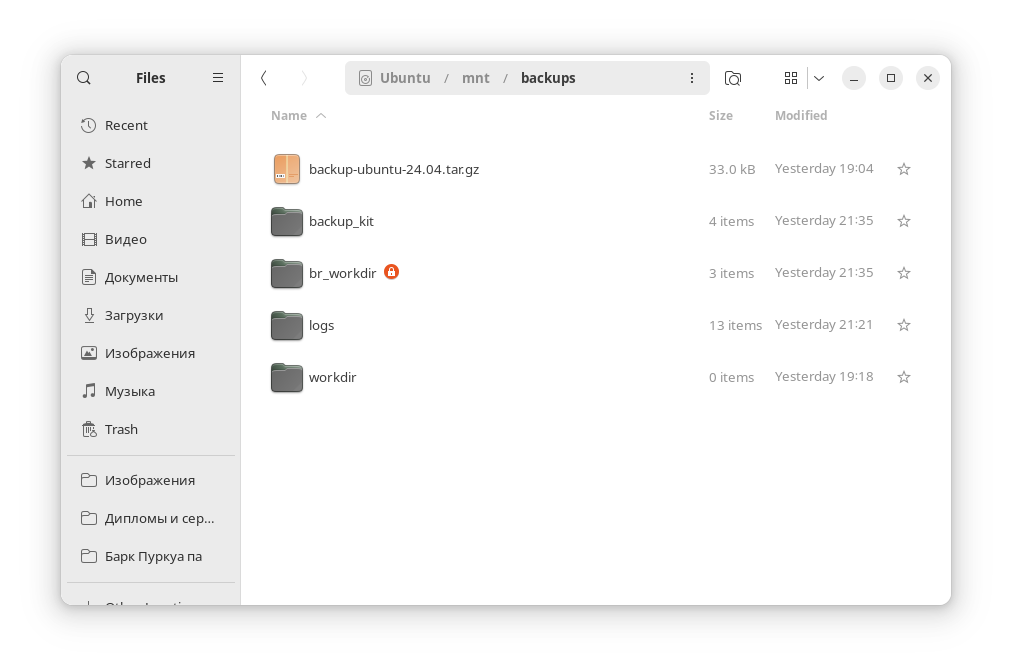 Files
Ubuntu / mnt / backups
Recent
Starred
Home
Видео
Документы
Загрузки
Изображения
Музыка
Trash
Изображения
Дипломы и сер...
Барк Пуркуа па
Name Size Modified
backup-ubuntu-24.04.tar.gz 33.0 kB Yesterday 19:04
backup_kit 4 items Yesterday 21:35
br_workdir 3 items Yesterday 21:35
logs 13 items Yesterday 21:21
workdir 0 items Yesterday 19:18